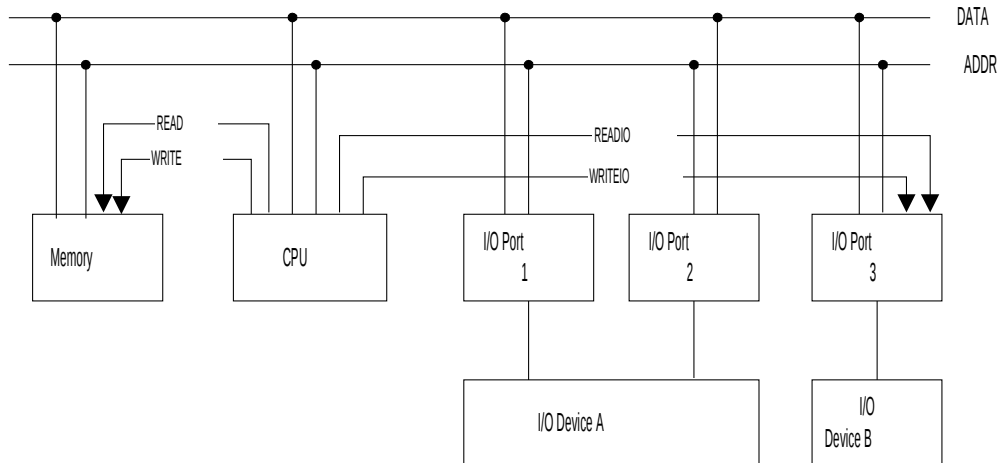 DATA
ADDR
READ
READIO
WRITE
WRITEIO
Memory
CPU
I/O Port
1
I/O Port
2
I/O Port
3
I/O Device A
I/O
Device B